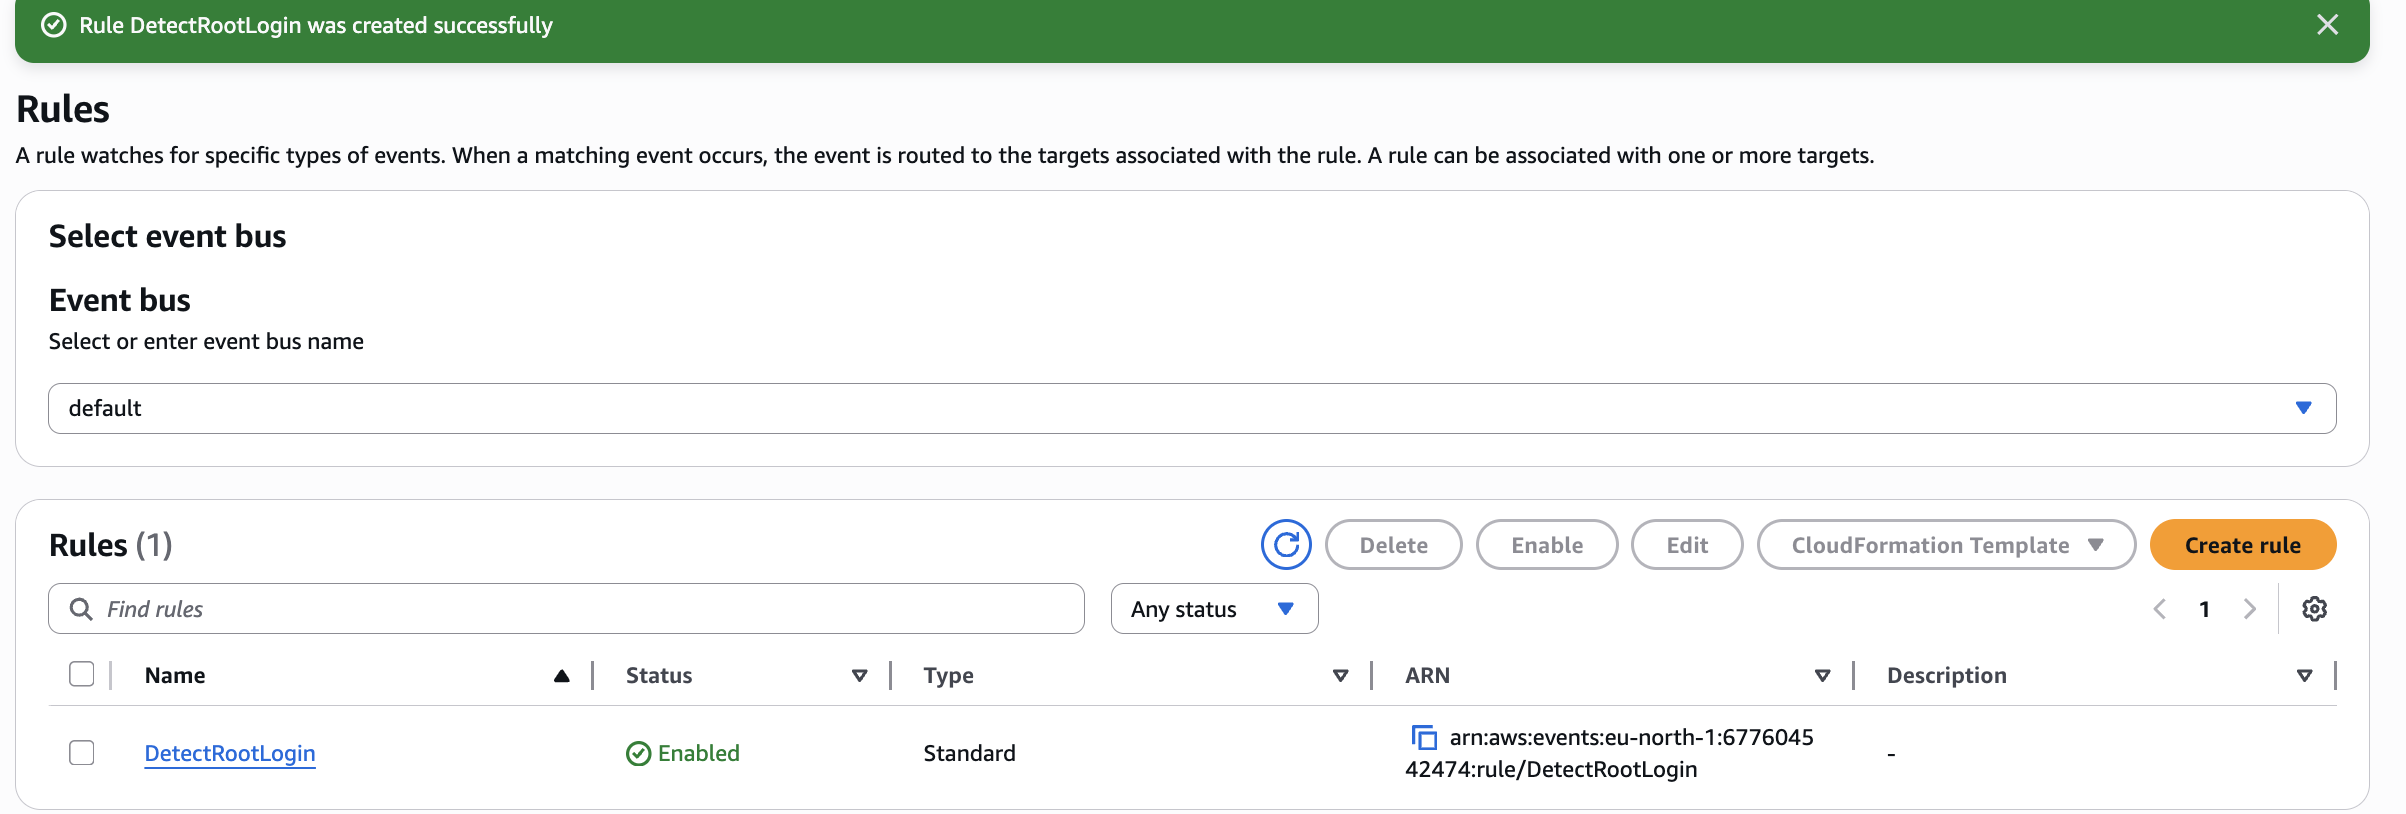 Rule DetectRootLogin was created successfully
Rules
A rule watches for specific types of events. When a matching event occurs, the event is routed to the targets associated with the rule. A rule can be associated with one or more targets.
Select event bus
Event bus
Select or enter event bus name
default
Rules (1)
Delete
Enable
Edit
CloudFormation Template
Create rule
Find rules
Any status
1
Name
Status
Type
ARN
Description
DetectRootLogin
Enabled
Standard
arn:aws:events:eu-north-1:6776045
42474:rule/DetectRootLogin
-